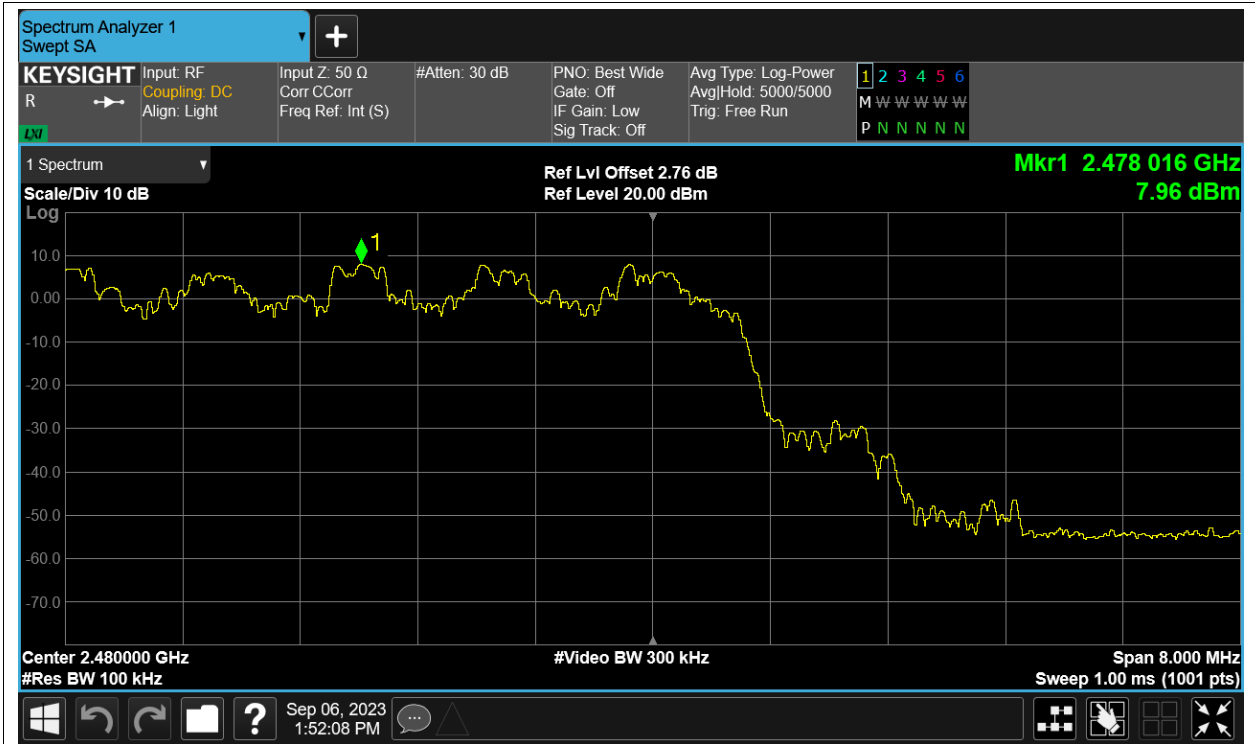 Spectrum Analyzer 1
Swept SA
+
KEYSIGHT
R
LXI
Input: RF
Coupling: DC
Align: Light
Input Z: 50 Ω
Corr CCorr
Freq Ref: Int (S)
#Atten: 30 dB
PNO: Best Wide
Gate: Off
IF Gain: Low
Sig Track: Off
Avg Type: Log-Power
Avg|Hold: 5000/5000
Trig: Free Run
1 2 3 4 5 6
M W W W W W
P N N N N N
1 Spectrum
Scale/Div 10 dB
Log
Ref Lvl Offset 2.76 dB
Ref Level 20.00 dBm
Mkr1 2.478 016 GHz
7.96 dBm
1
10.0
0.00
-10.0
-20.0
-30.0
-40.0
-50.0
-60.0
-70.0
Center 2.480000 GHz
#Res BW 100 kHz
#Video BW 300 kHz
Span 8.000 MHz
Sweep 1.00 ms (1001 pts)
?
Sep 06, 2023
1:52:08 PM